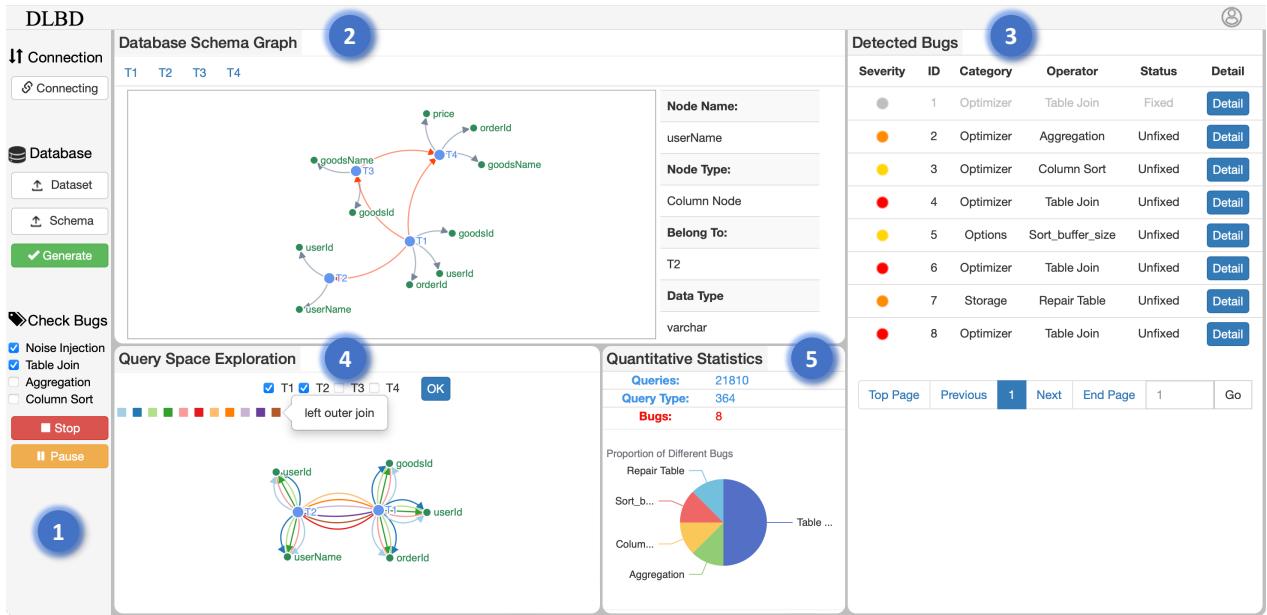 DLBD
Connection
Connecting
Database
Dataset
Schema
Generate
Check Bugs
Noise Injection
Table Join
Aggregation
Column Sort
Stop
Pause
1
Database Schema Graph
2
T1 T2 T3 T4
price
orderId
T4
goodsName
goodsName
T3
goodsId
goodsId
T1
userId
userId
T2
orderId
userName
Node Name:
userName
Node Type:
Column Node
Belong To:
T2
Data Type
varchar
Detected Bugs
3
Severity ID Category Operator Status Detail
1 Optimizer Table Join Fixed Detail
2 Optimizer Aggregation Unfixed Detail
3 Optimizer Column Sort Unfixed Detail
4 Optimizer Table Join Unfixed Detail
5 Options Sort_buffer_size Unfixed Detail
6 Optimizer Table Join Unfixed Detail
7 Storage Repair Table Unfixed Detail
8 Optimizer Table Join Unfixed Detail
Top Page Previous 1 Next End Page 1 Go
Query Space Exploration
4
T1 T2 T3 T4 OK
left outer join
userId
goodsId
T2
T1
userId
userName
orderId
Quantitative Statistics
5
Queries: 21810
Query Type: 364
Bugs: 8
Proportion of Different Bugs
Repair Table
Sort_b...
Table ...
Colum...
Aggregation